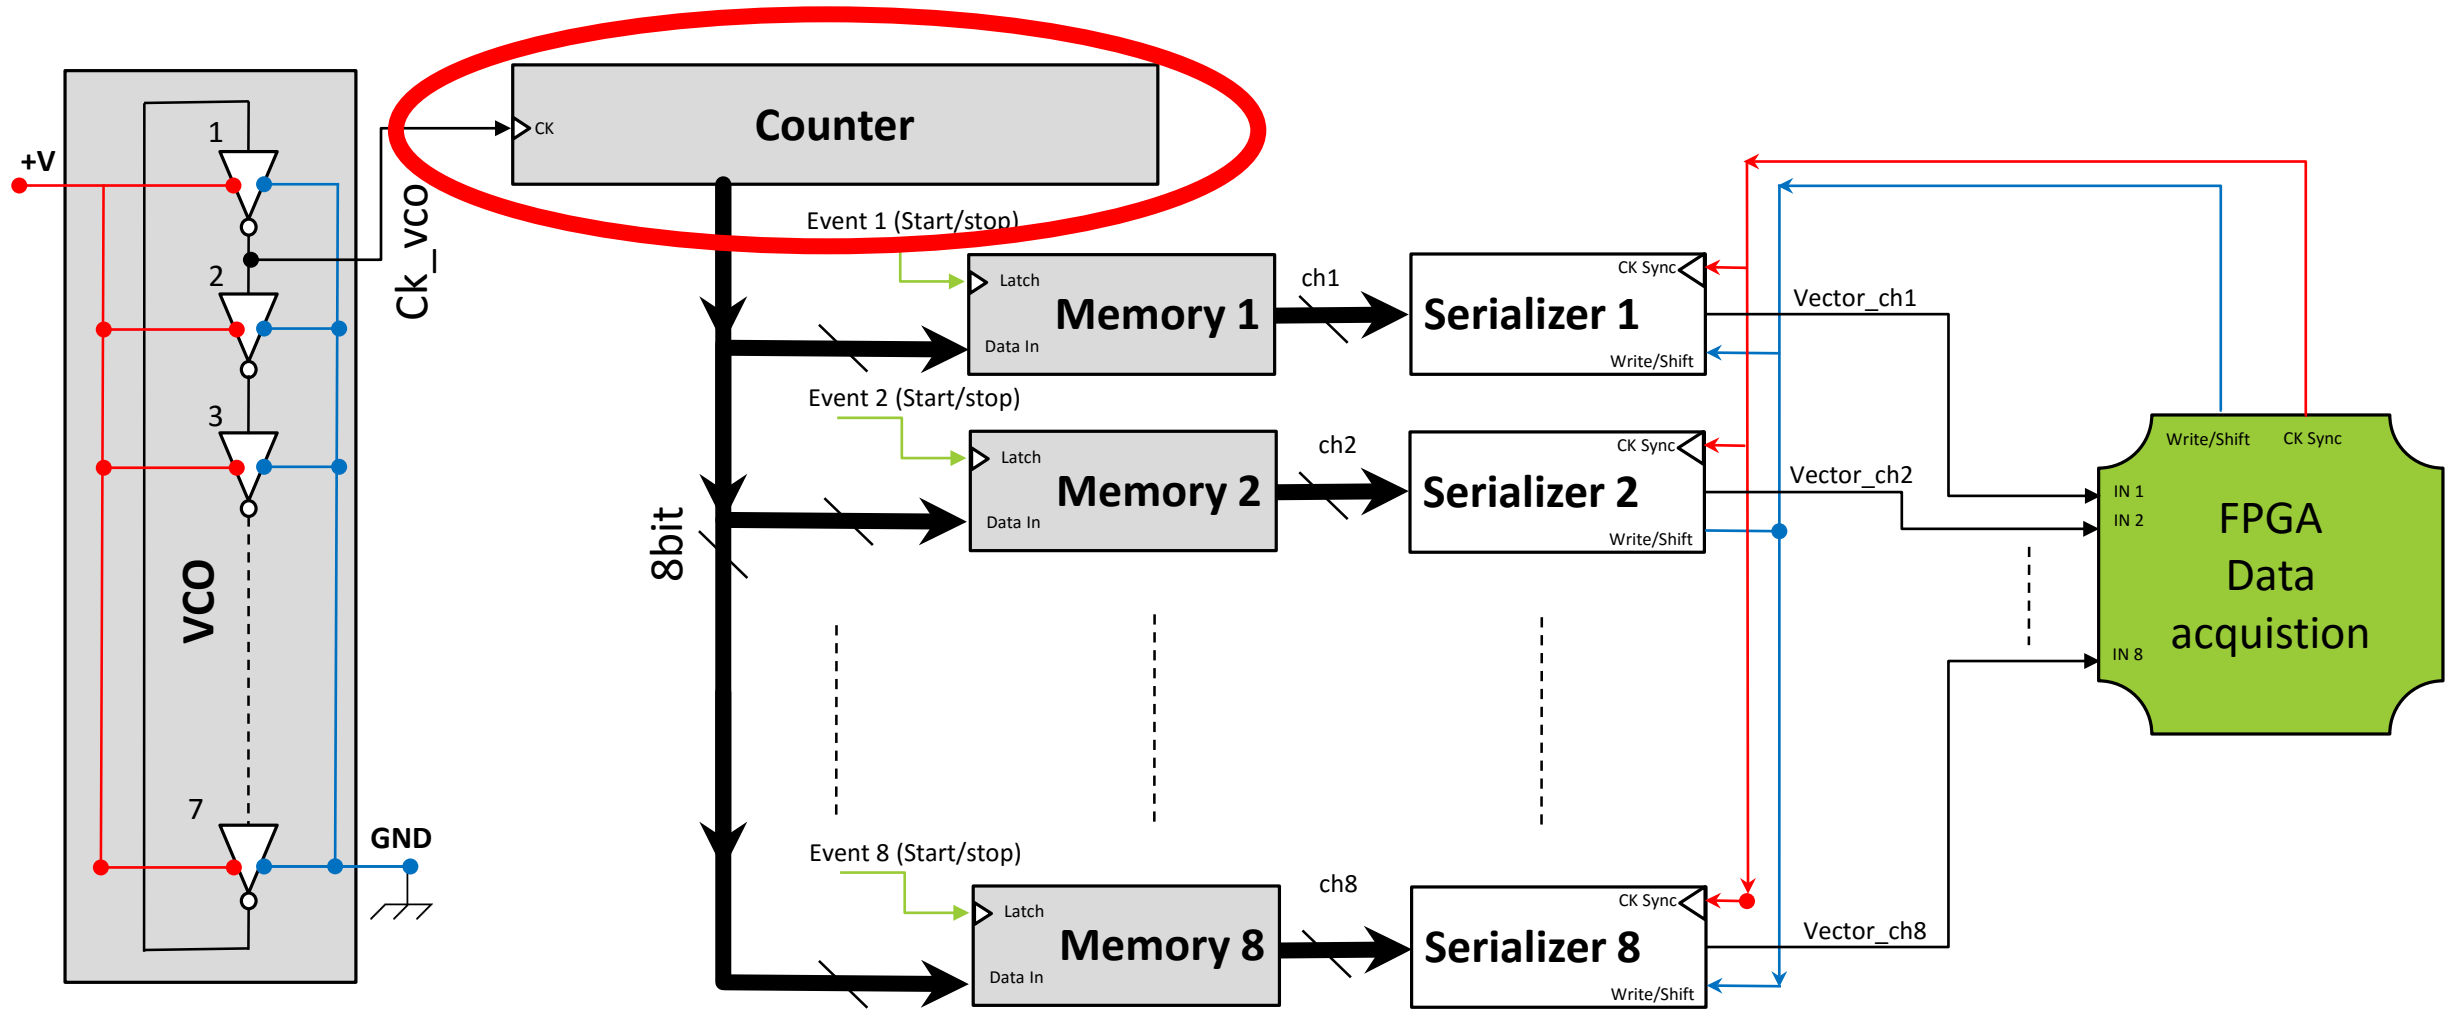 +V
1
2
3
7
VCO
GND
Ck_vco
CK
Counter
8bit
Event 1 (Start/stop)
Latch
Data In
Memory 1
ch1
CK Sync
Serializer 1
Write/Shift
Vector_ch1
Event 2 (Start/stop)
Latch
Data In
Memory 2
ch2
CK Sync
Serializer 2
Write/Shift
Vector_ch2
Event 8 (Start/stop)
Latch
Data In
Memory 8
ch8
CK Sync
Serializer 8
Write/Shift
Vector_ch8
Write/Shift
CK Sync
IN 1
IN 2
IN 8
FPGA
Data
acquistion